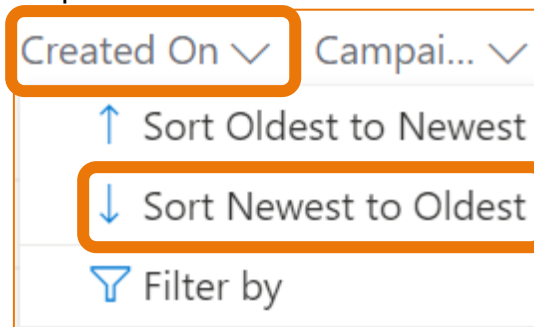 Created On Campai...
Sort Oldest to Newest
Sort Newest to Oldest
Filter by